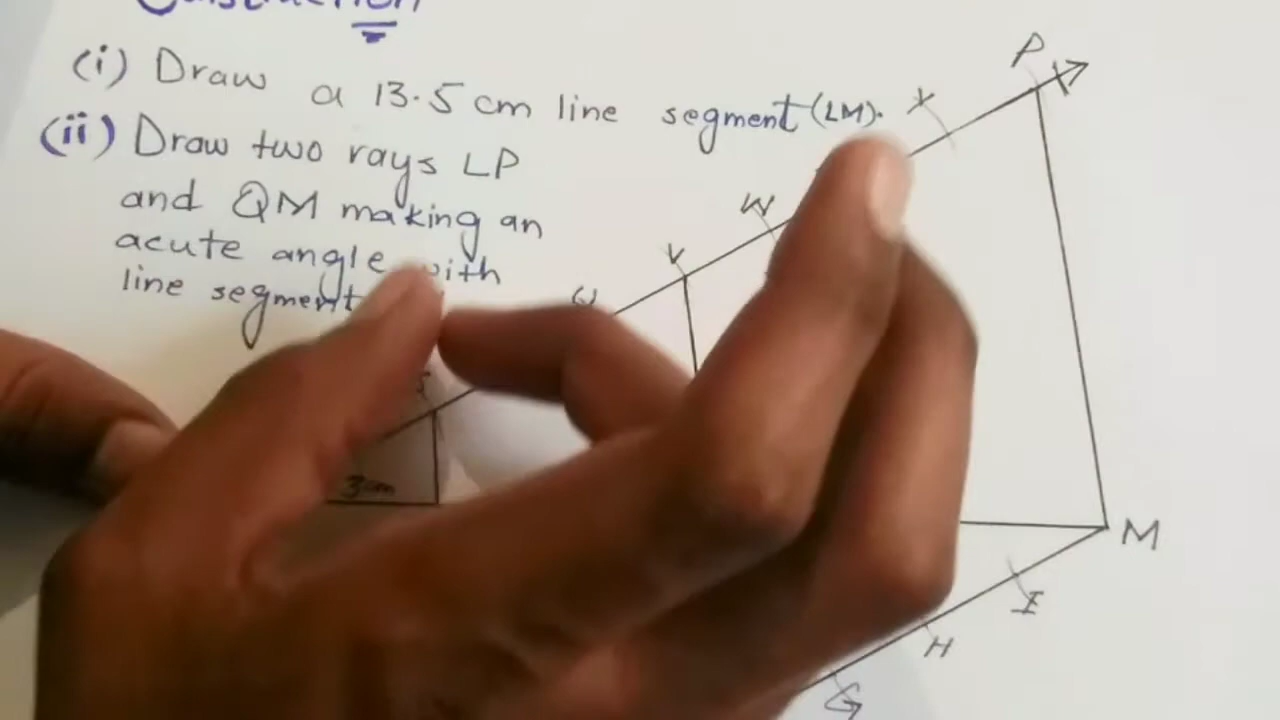 Construction
(i) Draw a 13.5 cm line segment (LM).
(ii) Draw two rays LP
and QM making an
acute angle with
line segment
P
X
W
V
U
3cm
M
I
H
G